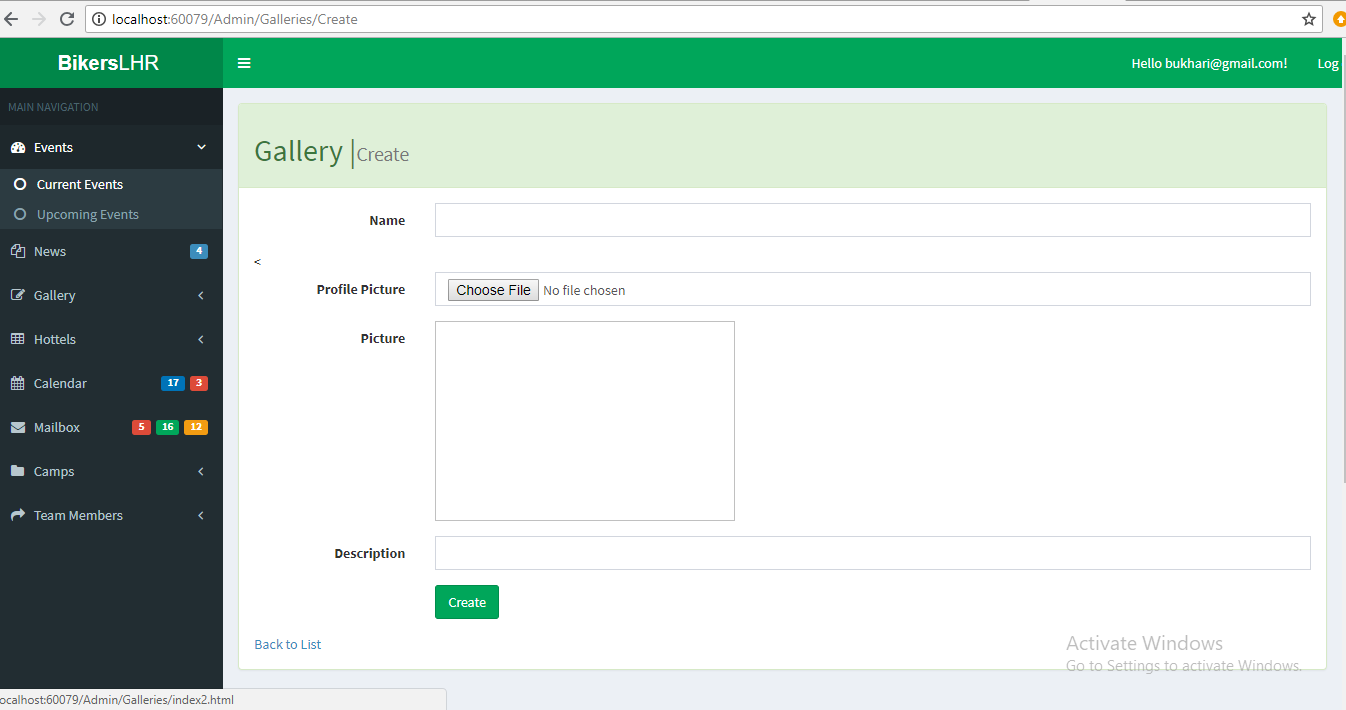 localhost:60079/Admin/Galleries/Create
BikersLHR
Hello bukhari@gmail.com!
Log
MAIN NAVIGATION
Events
Current Events
Upcoming Events
News 4
Gallery
Hottels
Calendar 17 3
Mailbox 5 16 12
Camps
Team Members
Gallery |Create
Name
<
Profile Picture Choose File No file chosen
Picture
Description
Create
Back to List
Activate Windows
Go to Settings to activate Windows.
ocalhost:60079/Admin/Galleries/index2.html